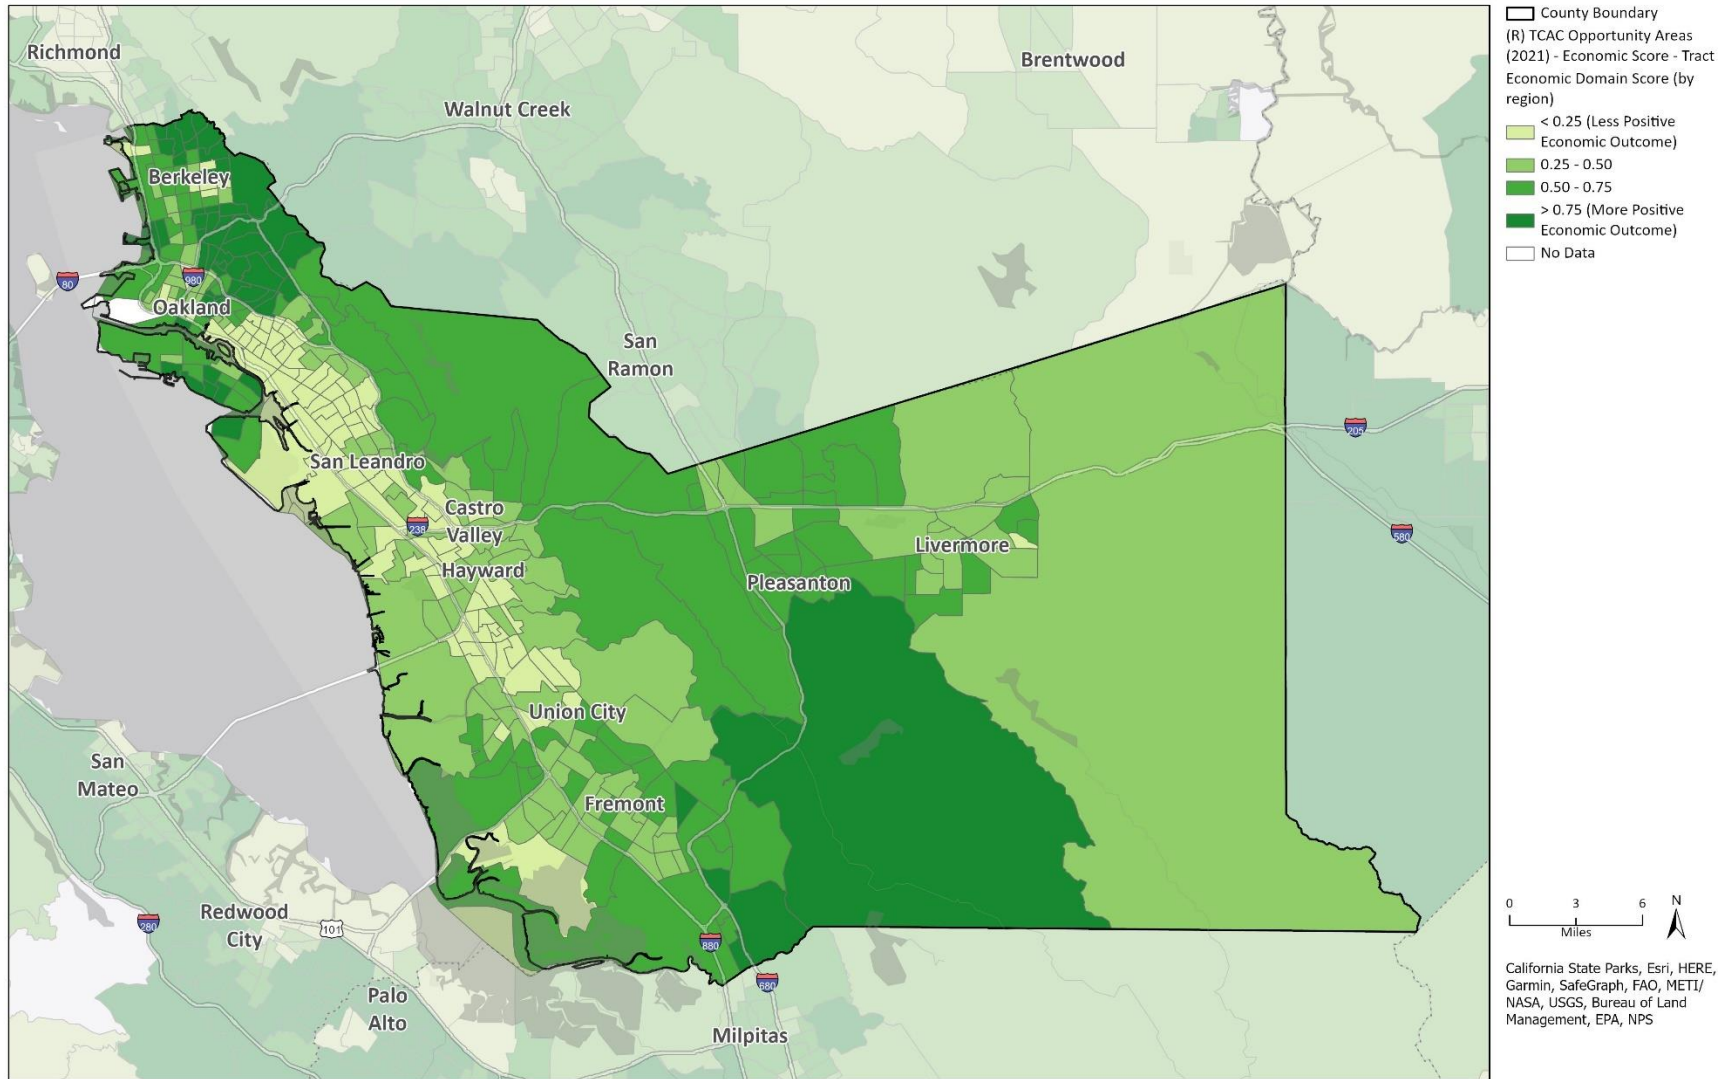 Richmond
Brentwood
Walnut Creek
Berkeley
80
980
Oakland
San
Ramon
205
San Leandro
Castro
Valley
238
580
Livermore
Hayward
Pleasanton
Union City
San
Mateo
Fremont
Redwood
City
280
101
880
680
Palo
Alto
Milpitas
County Boundary
(R) TCAC Opportunity Areas
(2021) - Economic Score - Tract
Economic Domain Score (by
region)
< 0.25 (Less Positive
Economic Outcome)
0.25 - 0.50
0.50 - 0.75
> 0.75 (More Positive
Economic Outcome)
No Data
0 3 6
Miles
N
California State Parks, Esri, HERE,
Garmin, SafeGraph, FAO, METI/
NASA, USGS, Bureau of Land
Management, EPA, NPS